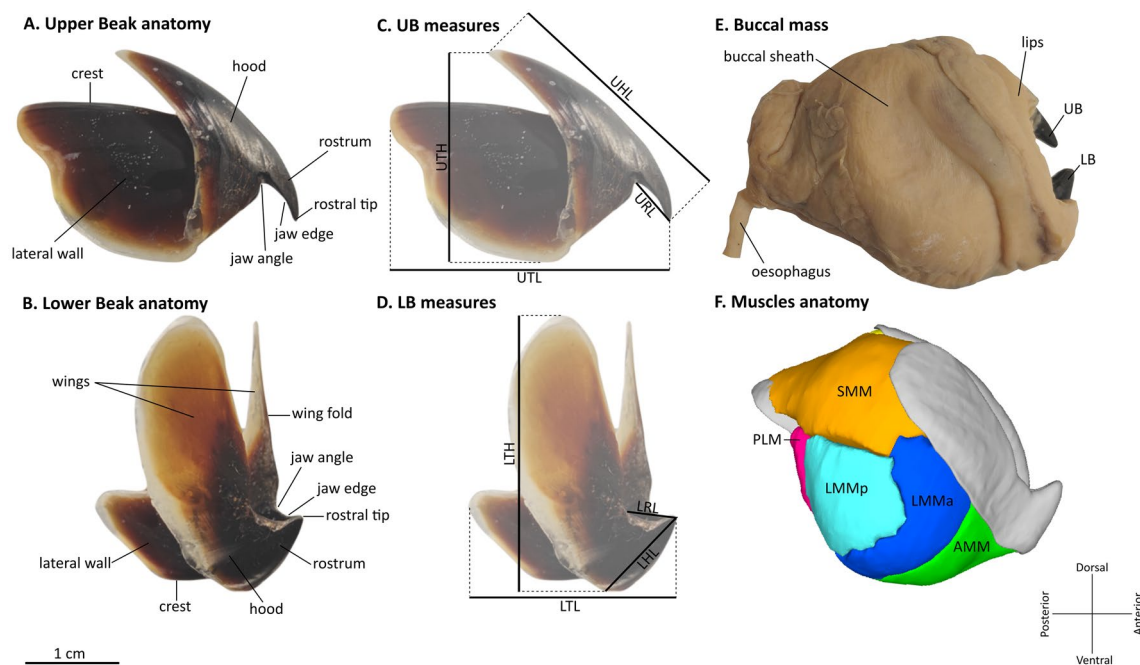 A. Upper Beak anatomy
crest
hood
rostrum
rostral tip
jaw edge
jaw angle
lateral wall
C. UB measures
UHL
UTH
URL
UTL
E. Buccal mass
lips
buccal sheath
UB
LB
oesophagus
B. Lower Beak anatomy
wings
wing fold
jaw angle
jaw edge
rostral tip
lateral wall
rostrum
crest
hood
1 cm
D. LB measures
LTH
LRL
LHL
LTL
F. Muscles anatomy
SMM
PLM
LMMp
LMMa
AMM
Dorsal
Posterior
Anterior
Ventral